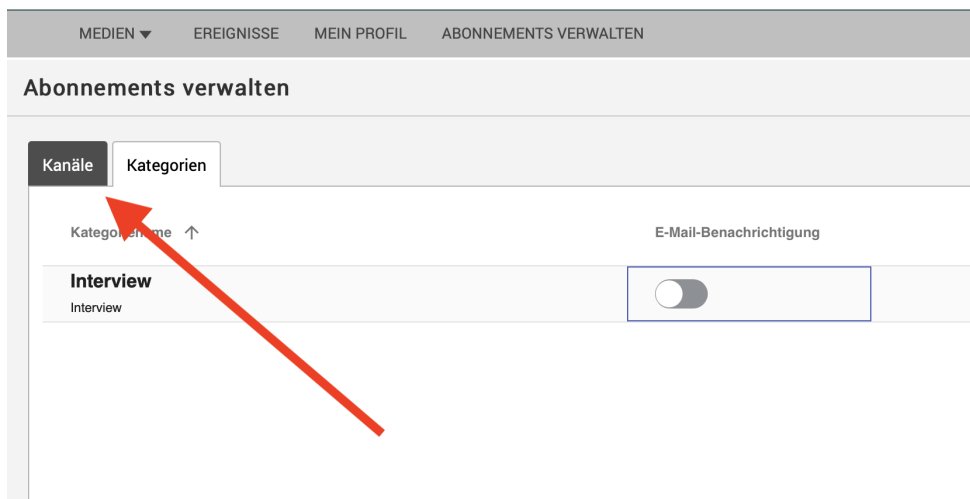 MEDIEN EREIGNISSE MEIN PROFIL ABONNEMENTS VERWALTEN
Abonnements verwalten
Kanäle Kategorien
E-Mail-Benachrichtigung
Interview
Interview